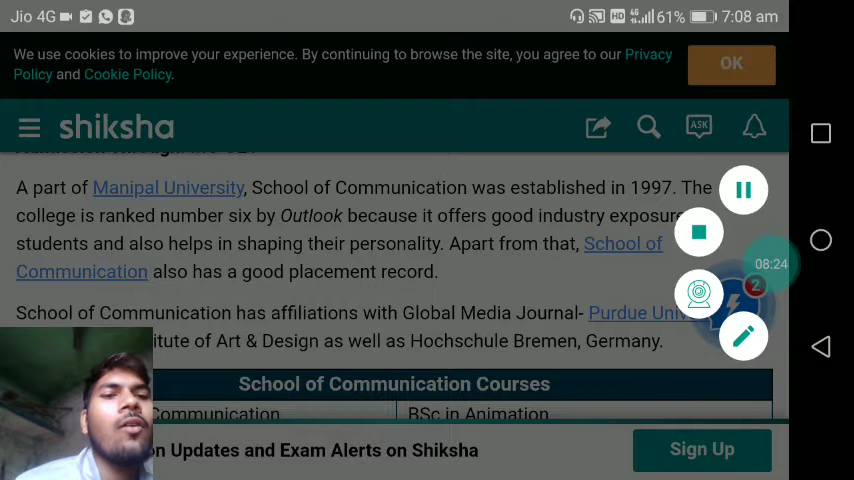 Jio 4G HD 4G 61% 7:08 am
We use cookies to improve your experience. By continuing to browse the site, you agree to our Privacy
Policy and Cookie Policy.
OK
shiksha ASK
A part of Manipal University, School of Communication was established in 1997. The
college is ranked number six by Outlook because it offers good industry exposure
students and also helps in shaping their personality. Apart from that, School of
Communication also has a good placement record.
08:24
2
School of Communication has affiliations with Global Media Journal- Purdue
of Art & Design as well as Hochschule Bremen, Germany.
School of Communication Courses
Communication BSc in Animation
Updates and Exam Alerts on Shiksha
Sign Up